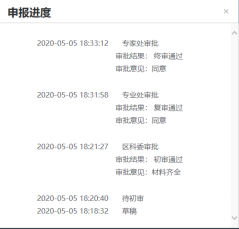 申报进度 ×
2020-05-05 18:33:12 专家处审批
审批结果： 终审通过
审批意见：同意
2020-05-05 18:31:58 专业处审批
审批结果： 复审通过
审批意见：同意
2020-05-05 18:21:27 区科委审批
审批结果： 初审通过
审批意见：材料齐全
2020-05-05 18:20:40 待初审
2020-05-05 18:18:32 草稿